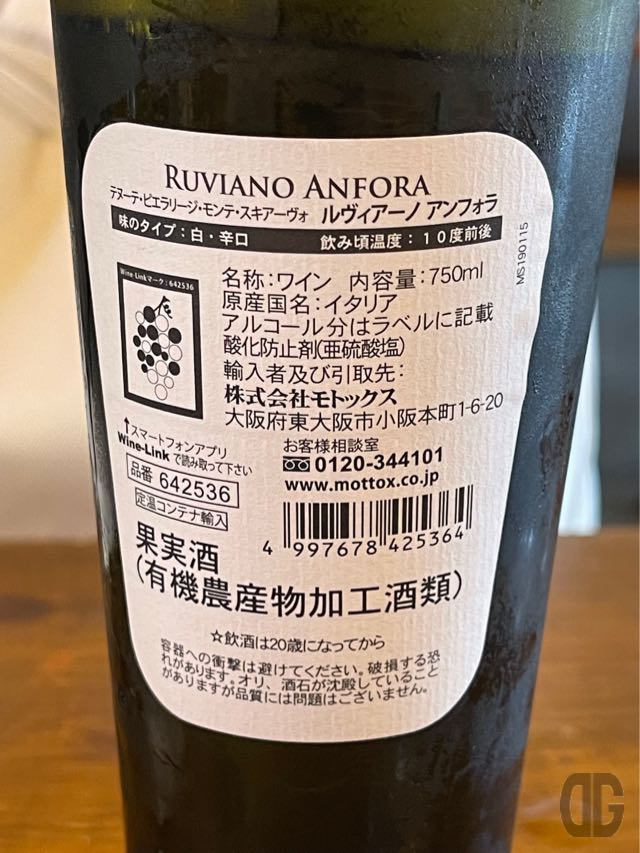 RUVIANO ANFORA
テヌーテ・ピエラリージ・モンテ・スキアーヴォ ルヴィアーノ アンフォラ
味のタイプ：白・辛口 飲み頃温度：10度前後
MS190115
Wine-Linkマーク：642536
名称：ワイン 内容量：750ml
原産国名：イタリア
アルコール分はラベルに記載
酸化防止剤(亜硫酸塩)
輸入者及び引取先：
株式会社モトックス
大阪府東大阪市小阪本町1-6-20
↑スマートフォンアプリ
Wine-Linkで読み取って下さい
お客様相談室
0120-344101
www.mottox.co.jp
品番 642536
定温コンテナ輸入
4 997678 425364
果実酒
(有機農産物加工酒類)
☆飲酒は20歳になってから
容器への衝撃は避けてください。破損する恐
れがあります。オリ、酒石が沈殿していること
がありますが品質には問題はございません。
DG